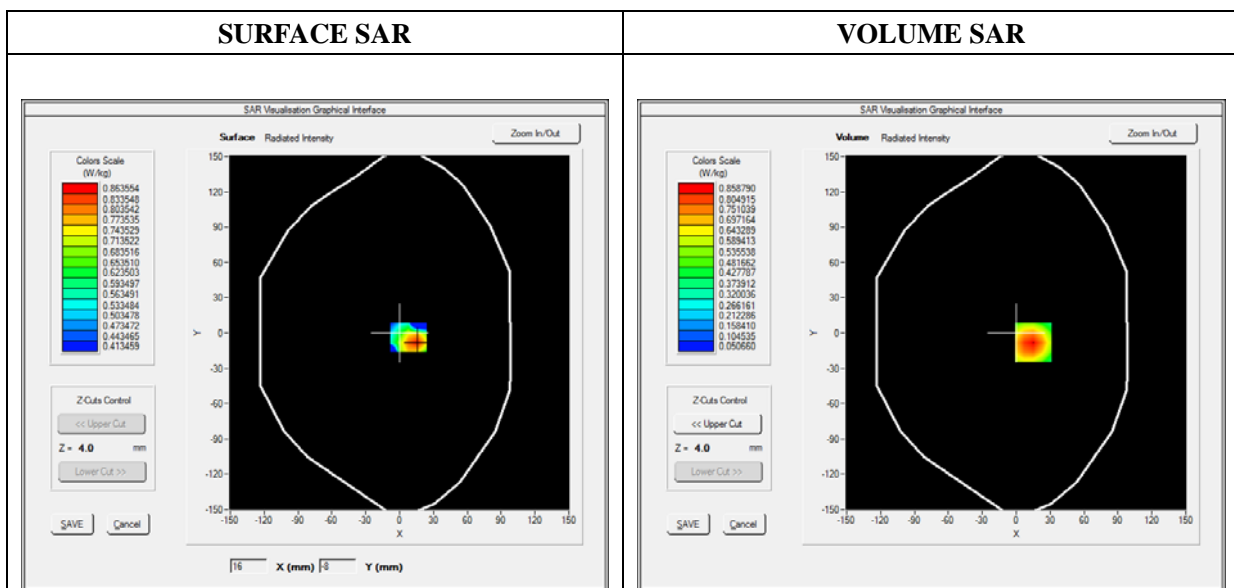 SURFACE SAR
VOLUME SAR
SAR Visualisation Graphical Interface
Surface Radiated Intensity
Zoom In/Out
Colors Scale
(W/kg)
0.863554
0.833548
0.803542
0.773535
0.743529
0.713522
0.683516
0.653510
0.623503
0.593497
0.563491
0.533484
0.503478
0.473472
0.443465
0.413459
Z-Cuts Control
<< Upper Cut
Z = 4.0 mm
Lower Cut >>
SAVE
Cancel
150-
120-
90-
60-
30-
0-
-30-
-60-
-90-
-120-
-150-
Y
-150 -120 -90 -60 -30 0 30 60 90 120 150
X
16 X (mm) -8 Y (mm)
SAR Visualisation Graphical Interface
Volume Radiated Intensity
Zoom In/Out
Colors Scale
(W/kg)
0.858790
0.804915
0.751039
0.697164
0.643289
0.589413
0.535538
0.481662
0.427787
0.373912
0.320036
0.266161
0.212286
0.158410
0.104535
0.050660
Z-Cuts Control
<< Upper Cut
Z = 4.0 mm
Lower Cut >>
SAVE
Cancel
150-
120-
90-
60-
30-
0-
-30-
-60-
-90-
-120-
-150-
Y
-150 -120 -90 -60 -30 0 30 60 90 120 150
X